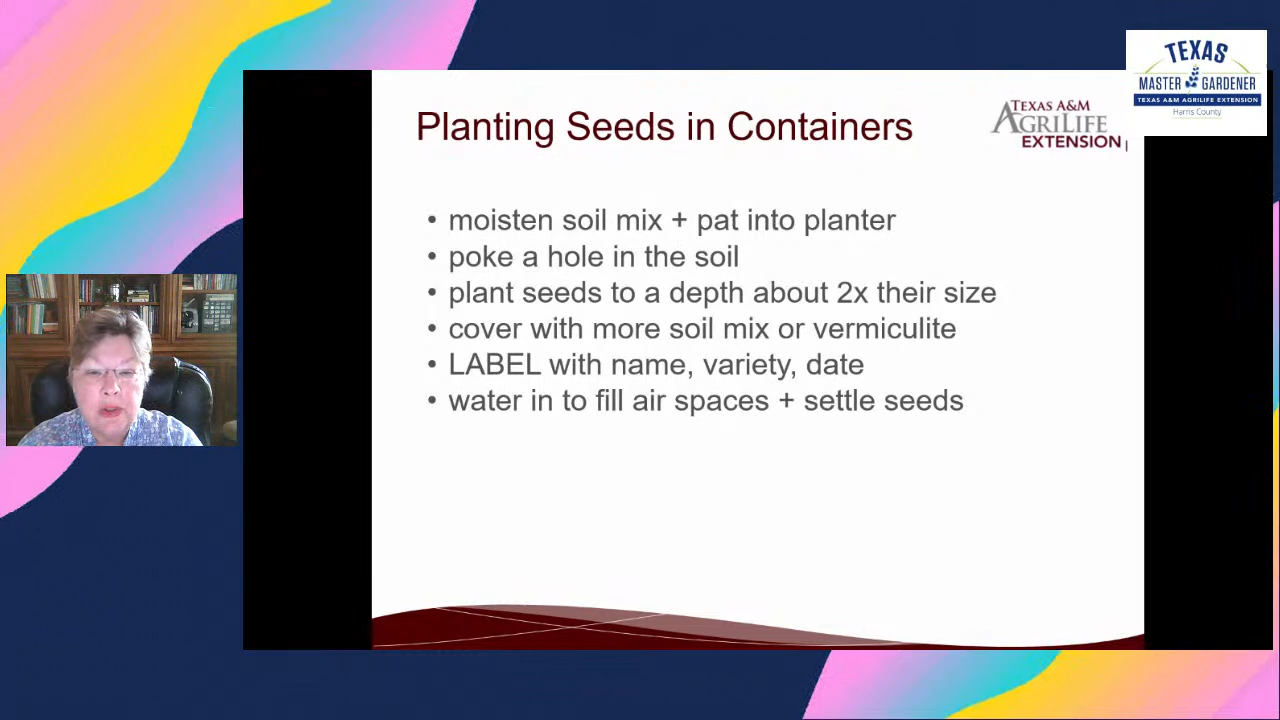 TEXAS
MASTER GARDENER
TEXAS A&M AGRILIFE EXTENSION
Harris County
Planting Seeds in Containers
TEXAS A&M
AGRILIFE
EXTENSION
• moisten soil mix + pat into planter
• poke a hole in the soil
• plant seeds to a depth about 2x their size
• cover with more soil mix or vermiculite
• LABEL with name, variety, date
• water in to fill air spaces + settle seeds